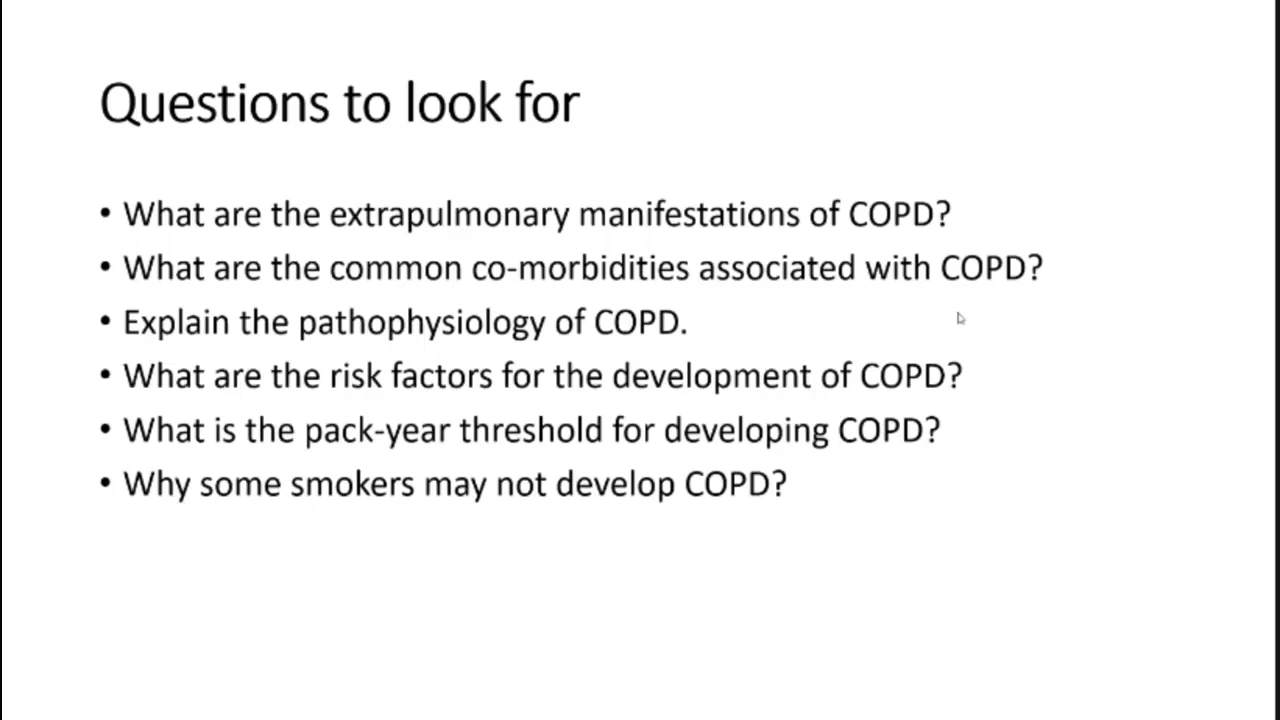 Questions to look for
• What are the extrapulmonary manifestations of COPD?
• What are the common co-morbidities associated with COPD?
• Explain the pathophysiology of COPD.
• What are the risk factors for the development of COPD?
• What is the pack-year threshold for developing COPD?
• Why some smokers may not develop COPD?